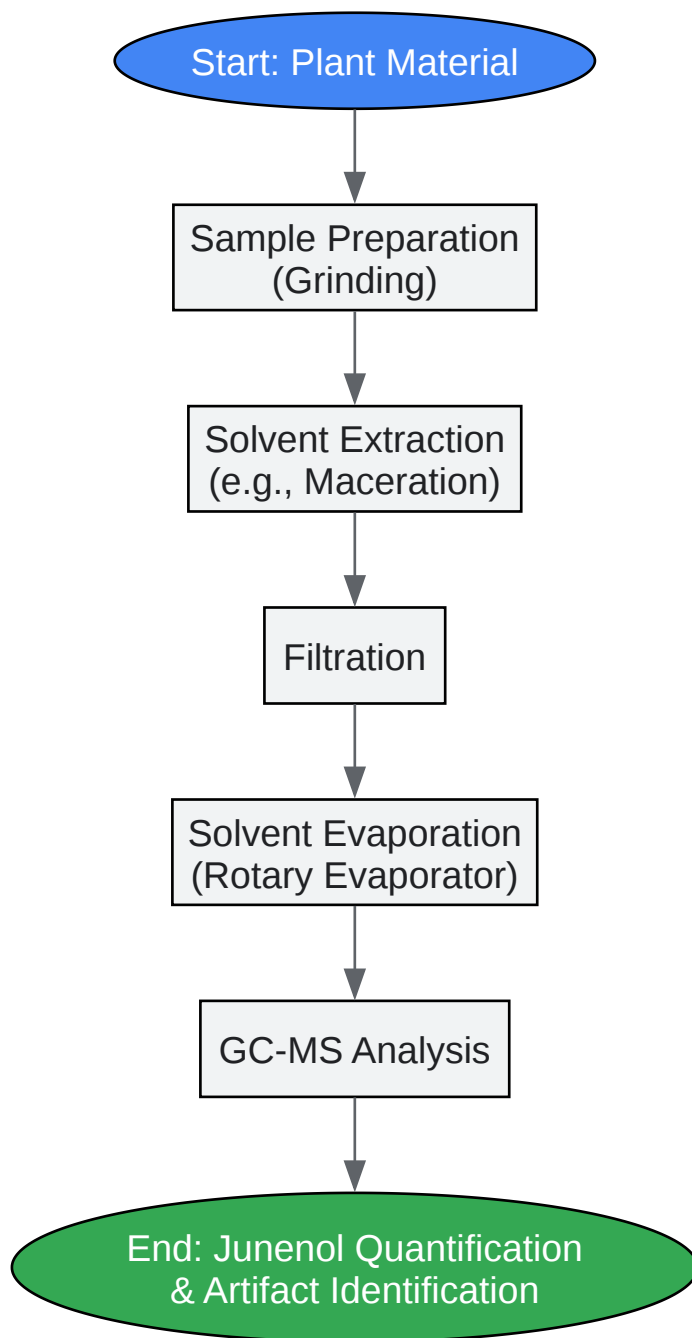 Start: Plant Material
Sample Preparation
(Grinding)
Solvent Extraction
(e.g., Maceration)
Filtration
Solvent Evaporation
(Rotary Evaporator)
GC-MS Analysis
End: Junenol Quantification
& Artifact Identification